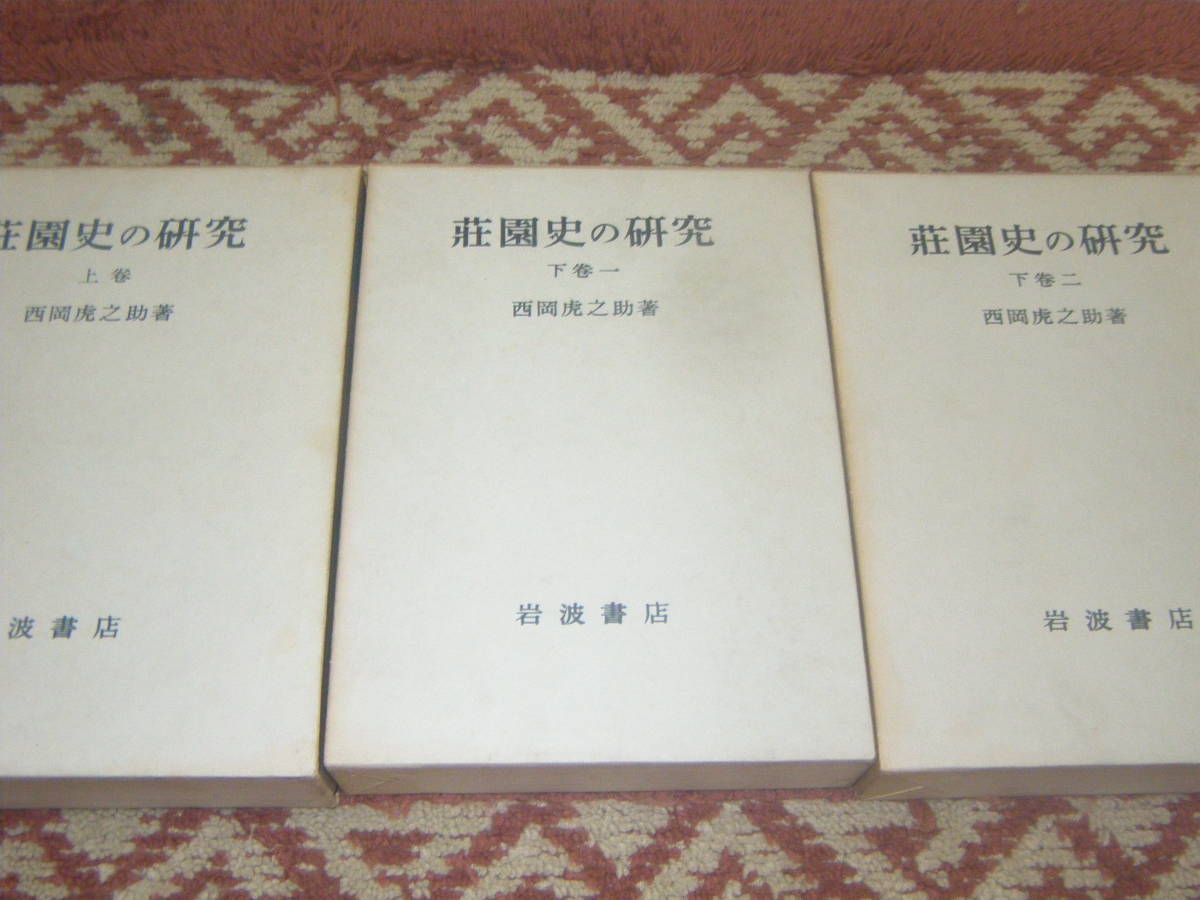 荘園史の研究
上巻
西岡虎之助著
波書店
莊園史の研究
下巻一
西岡虎之助著
岩波書店
莊園史の研究
下巻二
西岡虎之助著
岩波書店